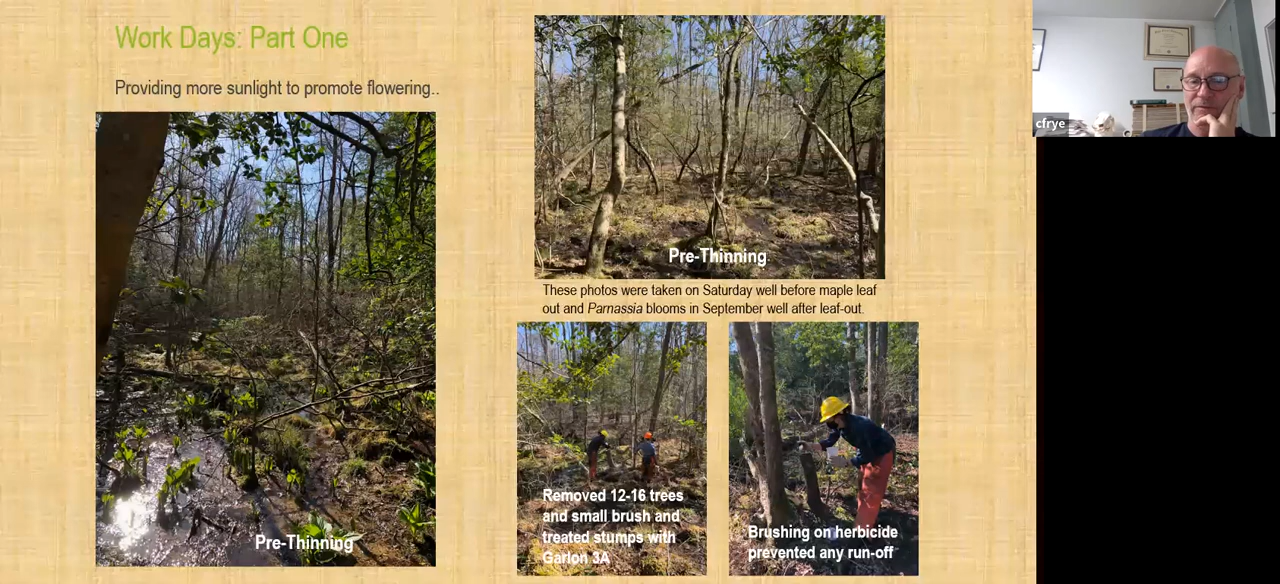 Work Days: Part One
Providing more sunlight to promote flowering..
Pre-Thinning
Pre-Thinning
These photos were taken on Saturday well before maple leaf
out and Parnassia blooms in September well after leaf-out.
Removed 12-16 trees
and small brush and
treated stumps with
Garlon 3A
Brushing on herbicide
prevented any run-off
cfrye